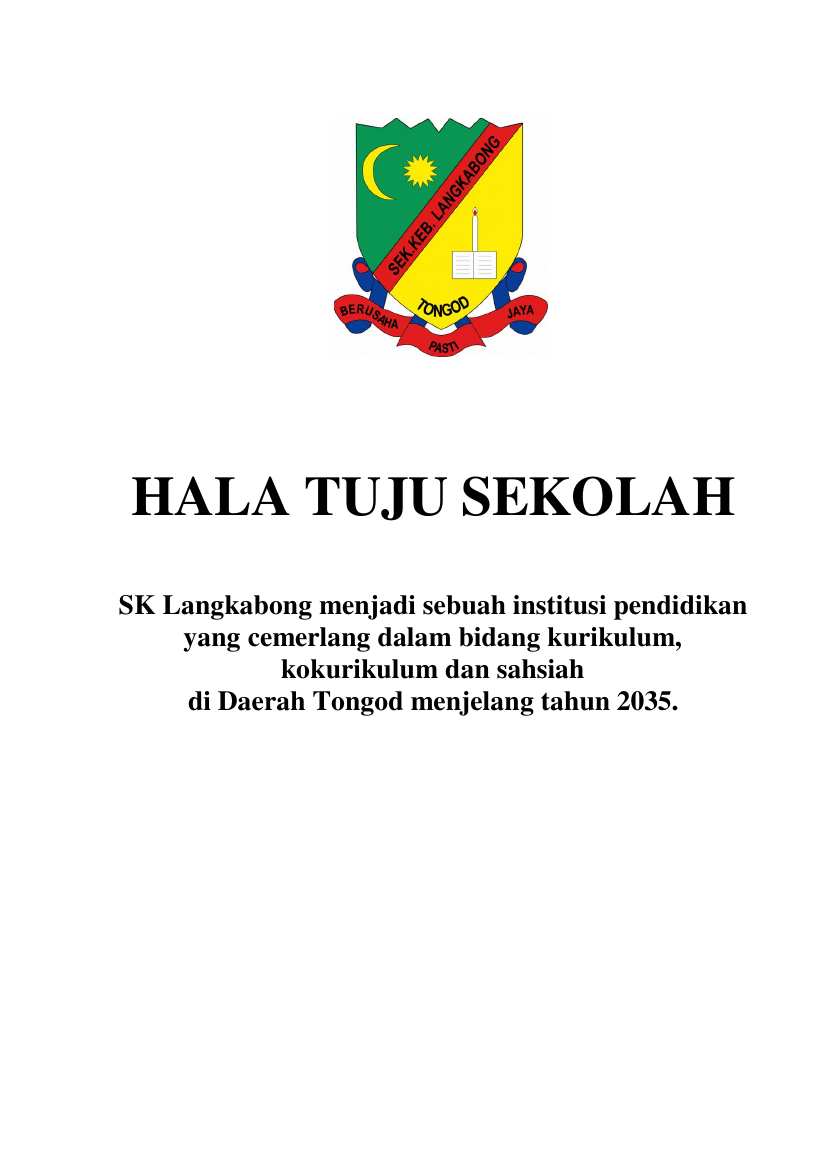 SEK.KEB. LANGKABONG
TONGOD
BERUSAHA PASTI JAYA
HALA TUJU SEKOLAH
SK Langkabong menjadi sebuah institusi pendidikan
yang cemerlang dalam bidang kurikulum,
kokurikulum dan sahsiah
di Daerah Tongod menjelang tahun 2035.